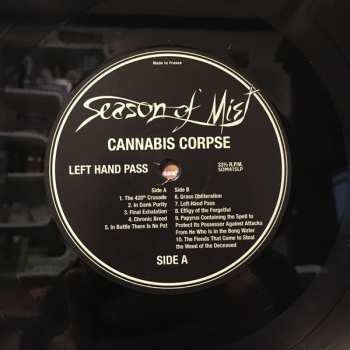 Made in France
Season of Mist
CANNABIS CORPSE
LEFT HAND PASS
33⅓ R.P.M.
SOM415LP
Side A
1. The 420th Crusade
2. In Dank Purity
3. Final Exhalation
4. Chronic Breed
5. In Battle There Is No Pot
Side B
6. Grass Obliteration
7. Left Hand Pass
8. Effigy of the Forgetful
9. Papyrus Containing the Spell to
Protect Its Possessor Against Attacks
From He Who Is in the Bong Water
10. The Fiends That Come to Steal
the Weed of the Deceased
SIDE A